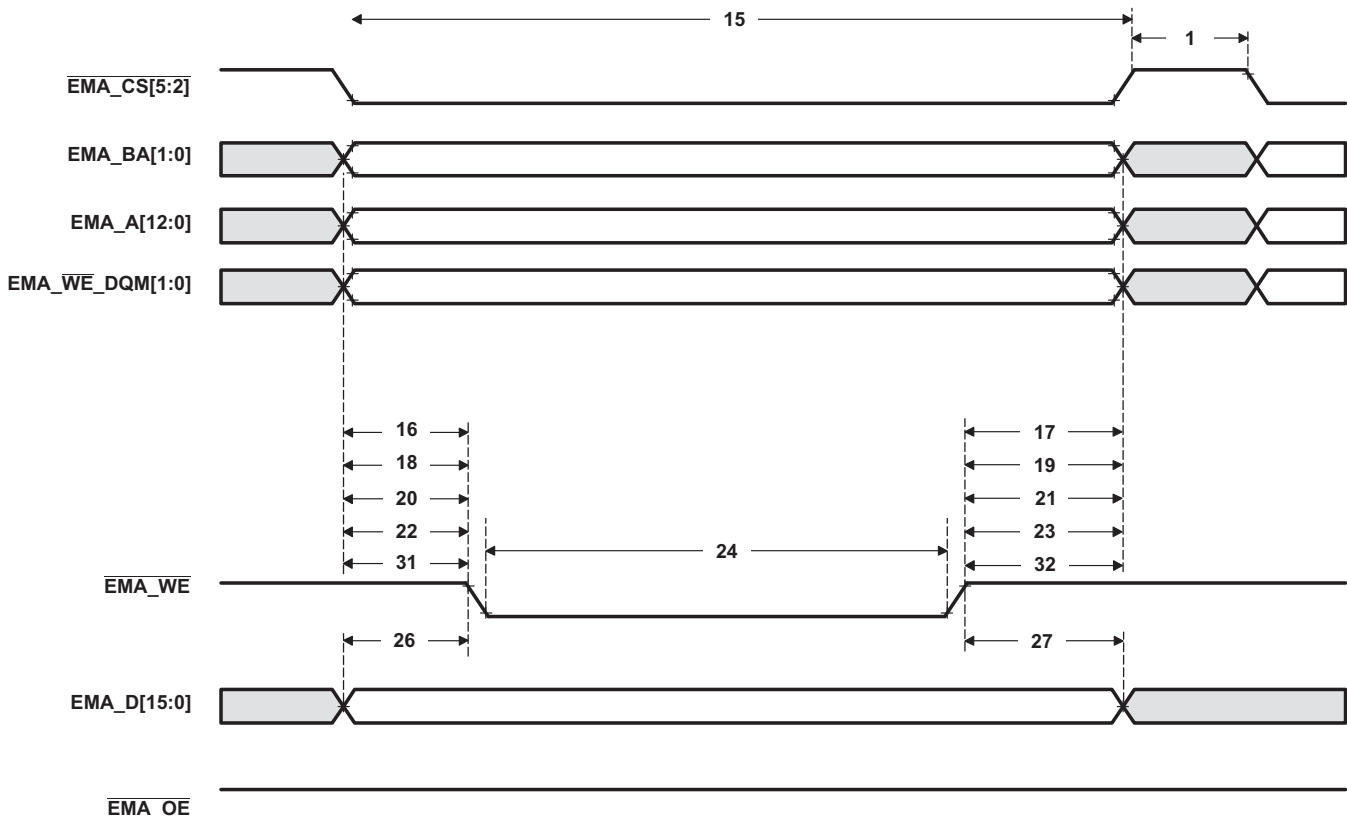 15
1
EMA_CS[5:2]
EMA_BA[1:0]
EMA_A[12:0]
EMA_WE_DQM[1:0]
16 17
18 19
20 21
22 23
24
31 32
EMA_WE
26 27
EMA_D[15:0]
EMA_OE